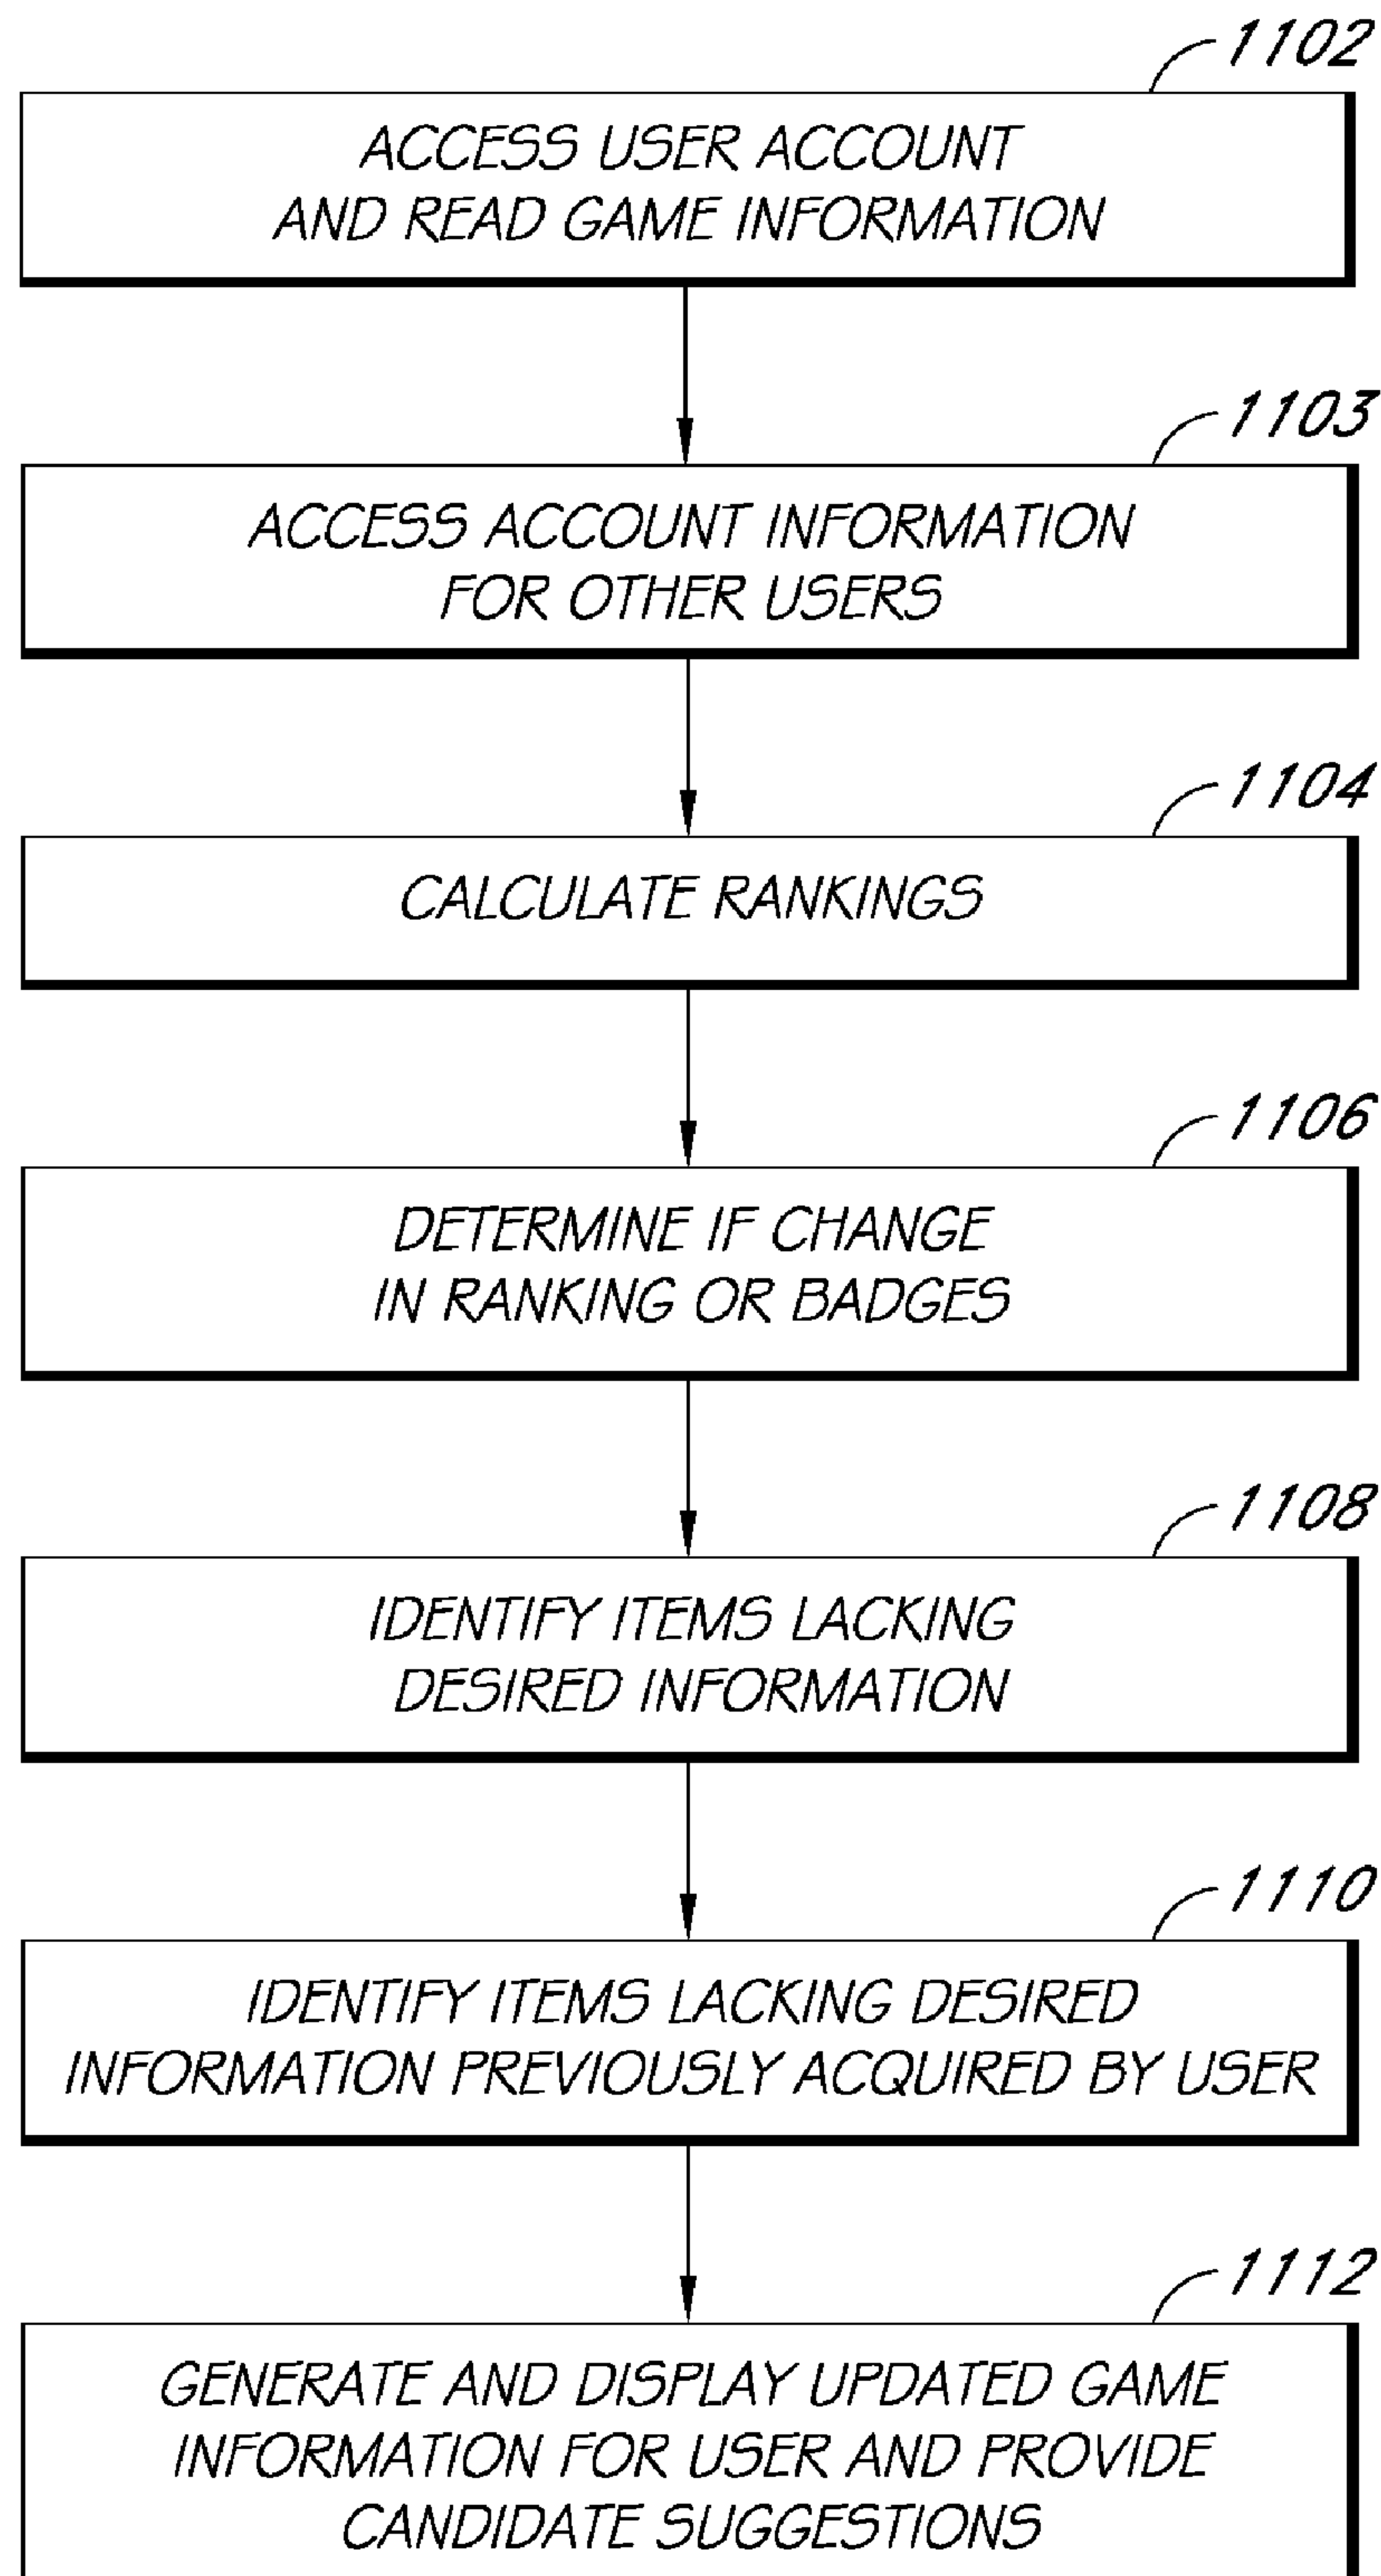 1102
ACCESS USER ACCOUNT
AND READ GAME INFORMATION
1103
ACCESS ACCOUNT INFORMATION
FOR OTHER USERS
1104
CALCULATE RANKINGS
1106
DETERMINE IF CHANGE
IN RANKING OR BADGES
1108
IDENTIFY ITEMS LACKING
DESIRED INFORMATION
1110
IDENTIFY ITEMS LACKING DESIRED
INFORMATION PREVIOUSLY ACQUIRED BY USER
1112
GENERATE AND DISPLAY UPDATED GAME
INFORMATION FOR USER AND PROVIDE
CANDIDATE SUGGESTIONS